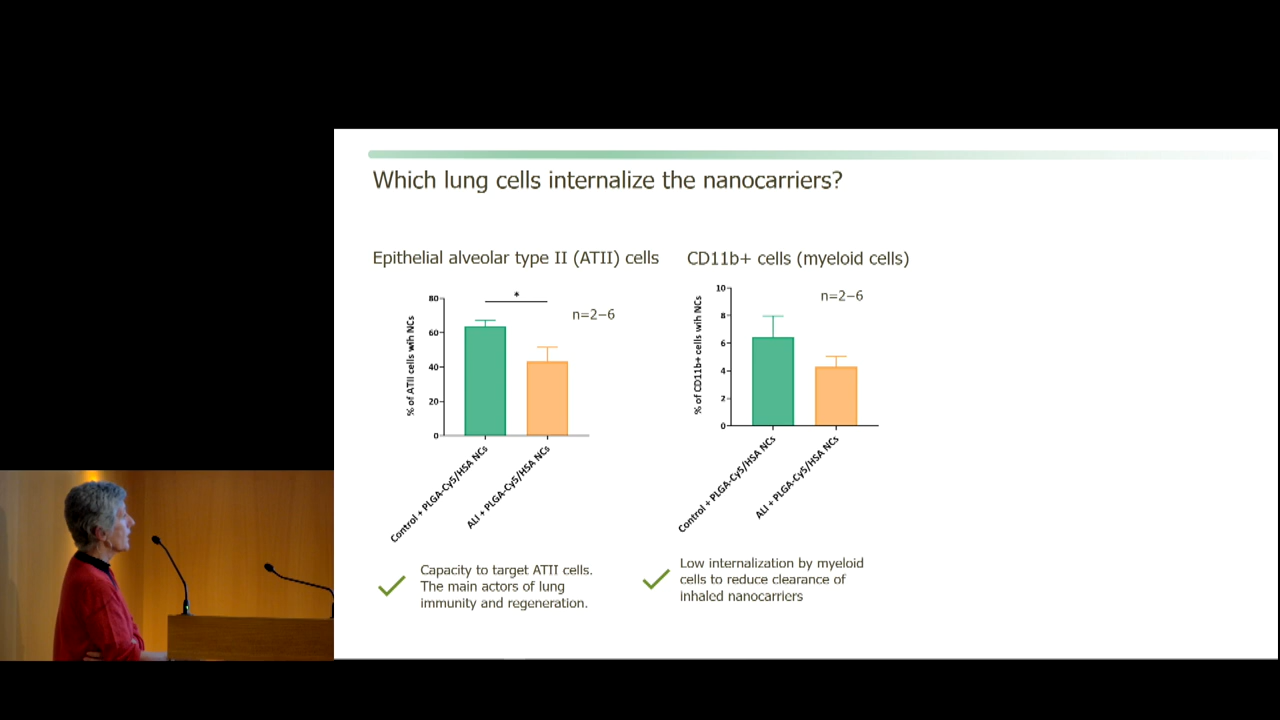 Which lung cells internalize the nanocarriers?
Epithelial alveolar type II (ATII) cells
*
n=2–6
% of ATII cells wih NCs
80
60
40
20
0
Control + PLGA-Cy5/HSA NCs
ALI + PLGA-Cy5/HSA NCs
Capacity to target ATII cells.
The main actors of lung
immunity and regeneration.
CD11b+ cells (myeloid cells)
n=2–6
% of CD11b+ cells wih NCs
10
8
6
4
2
0
Control + PLGA-Cy5/HSA NCs
ALI + PLGA-Cy5/HSA NCs
Low internalization by myeloid
cells to reduce clearance of
inhaled nanocarriers